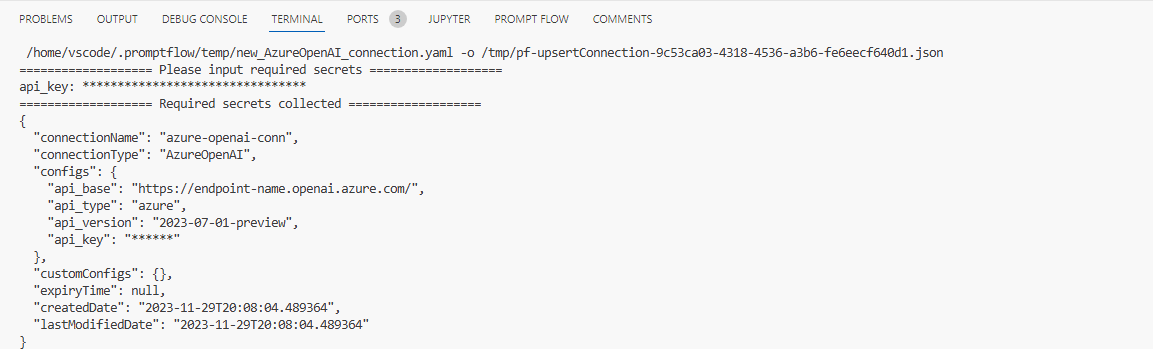 PROBLEMS OUTPUT DEBUG CONSOLE TERMINAL PORTS 3 JUPYTER PROMPT FLOW COMMENTS
/home/vscode/.promptflow/temp/new_AzureOpenAI_connection.yaml -o /tmp/pf-upsertConnection-9c53ca03-4318-4536-a3b6-fe6eecf640d1.json
=================== Please input required secrets ===================
api_key: ********************************
=================== Required secrets collected ===================
{
  "connectionName": "azure-openai-conn",
  "connectionType": "AzureOpenAI",
  "configs": {
    "api_base": "https://endpoint-name.openai.azure.com/",
    "api_type": "azure",
    "api_version": "2023-07-01-preview",
    "api_key": "******"
  },
  "customConfigs": {},
  "expiryTime": null,
  "createdDate": "2023-11-29T20:08:04.489364",
  "lastModifiedDate": "2023-11-29T20:08:04.489364"
}